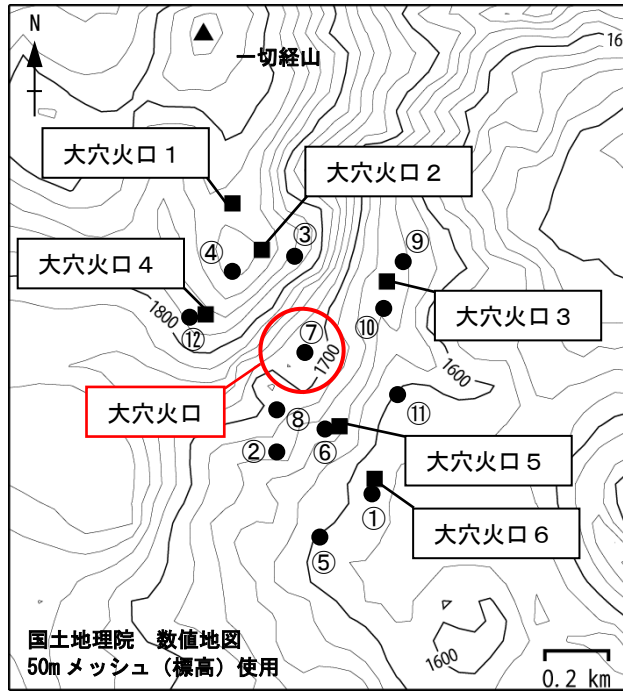 N
一切経山
16
大穴火口1
大穴火口2
③
⑨
④
大穴火口4
1800
⑫
⑩
大穴火口3
⑦
1700
1600
大穴火口
⑪
⑧
⑥
②
大穴火口5
①
大穴火口6
⑤
国土地理院 数値地図
50mメッシュ(標高)使用
1600
0.2 km